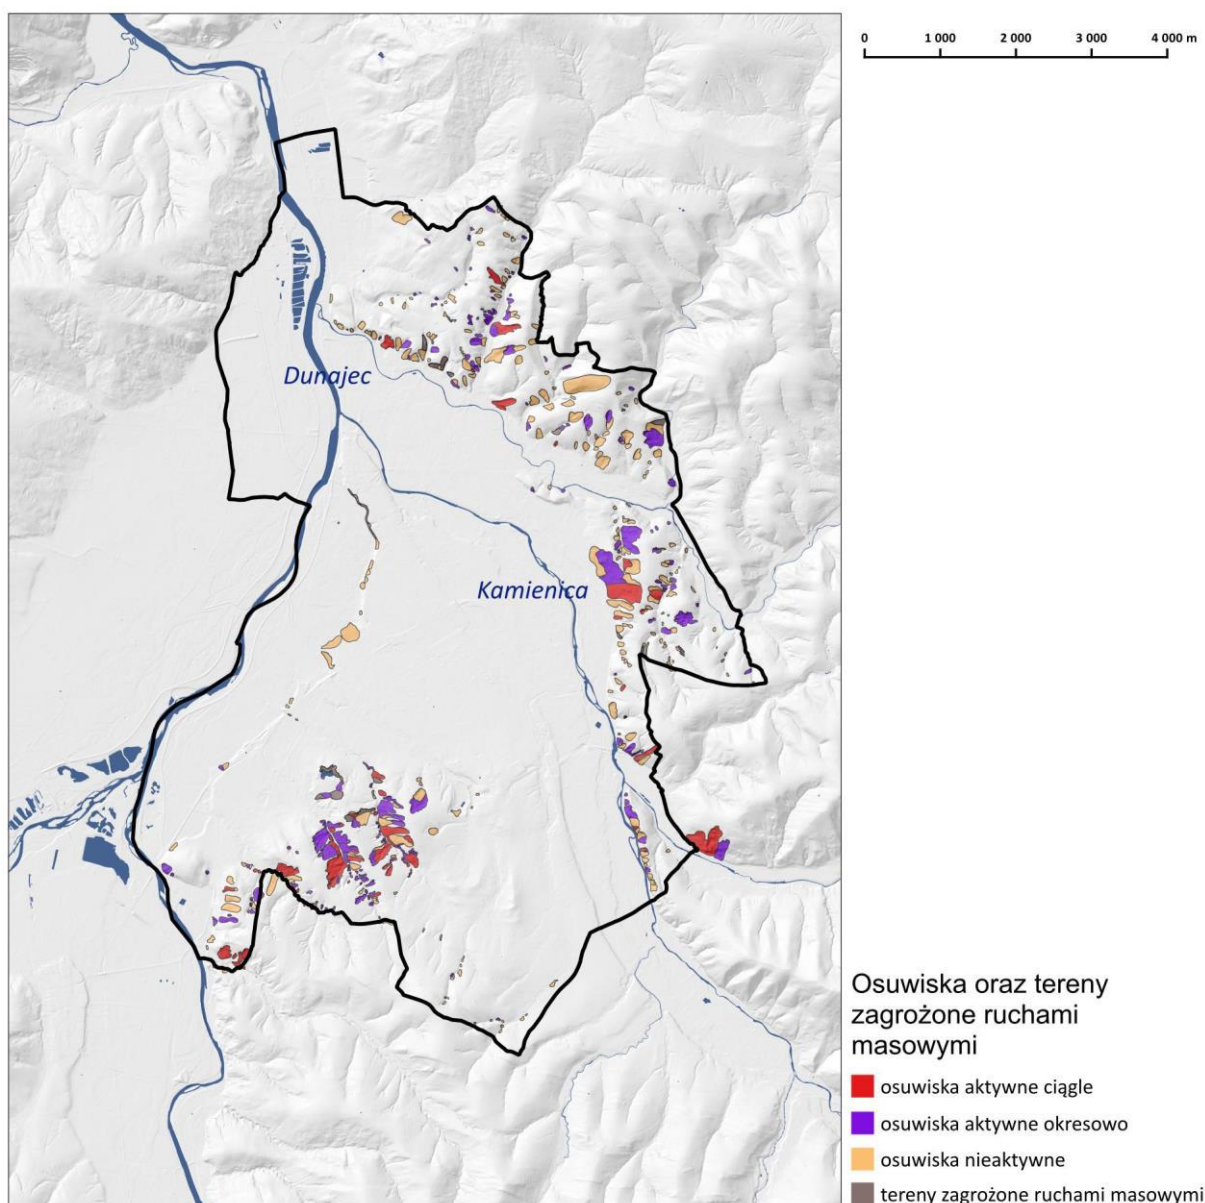 0 1 000 2 000 3 000 4 000 m
Dunajec
Kamienica
Osuwiska oraz tereny
zagrożone ruchami
masowymi
osuwiska aktywne ciągle
osuwiska aktywne okresowo
osuwiska nieaktywne
tereny zagrożone ruchami masowymi